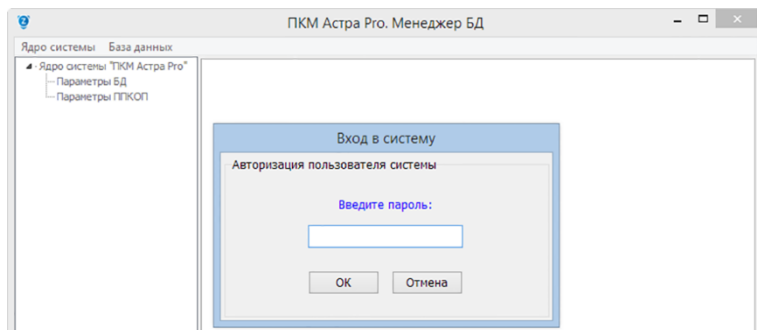 ПКМ Астра Pro. Менеджер БД
Ядро системы База данных
Ядро системы "ПКМ Астра Pro"
Параметры БД
Параметры ППКОП
Вход в систему
Авторизация пользователя системы
Введите пароль:
ОК Отмена